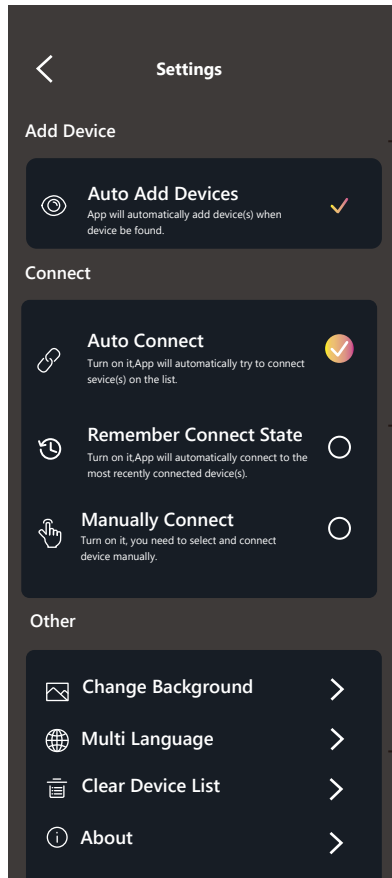 Settings
Add Device
Auto Add Devices
App will automatically add device(s) when
device be found.
Connect
Auto Connect
Turn on it,App will automatically try to connect
sevice(s) on the list.
Remember Connect State
Turn on it,App will automatically connect to the
most recently connected device(s).
Manually Connect
Turn on it, you need to select and connect
device manually.
Other
Change Background
Multi Language
Clear Device List
About